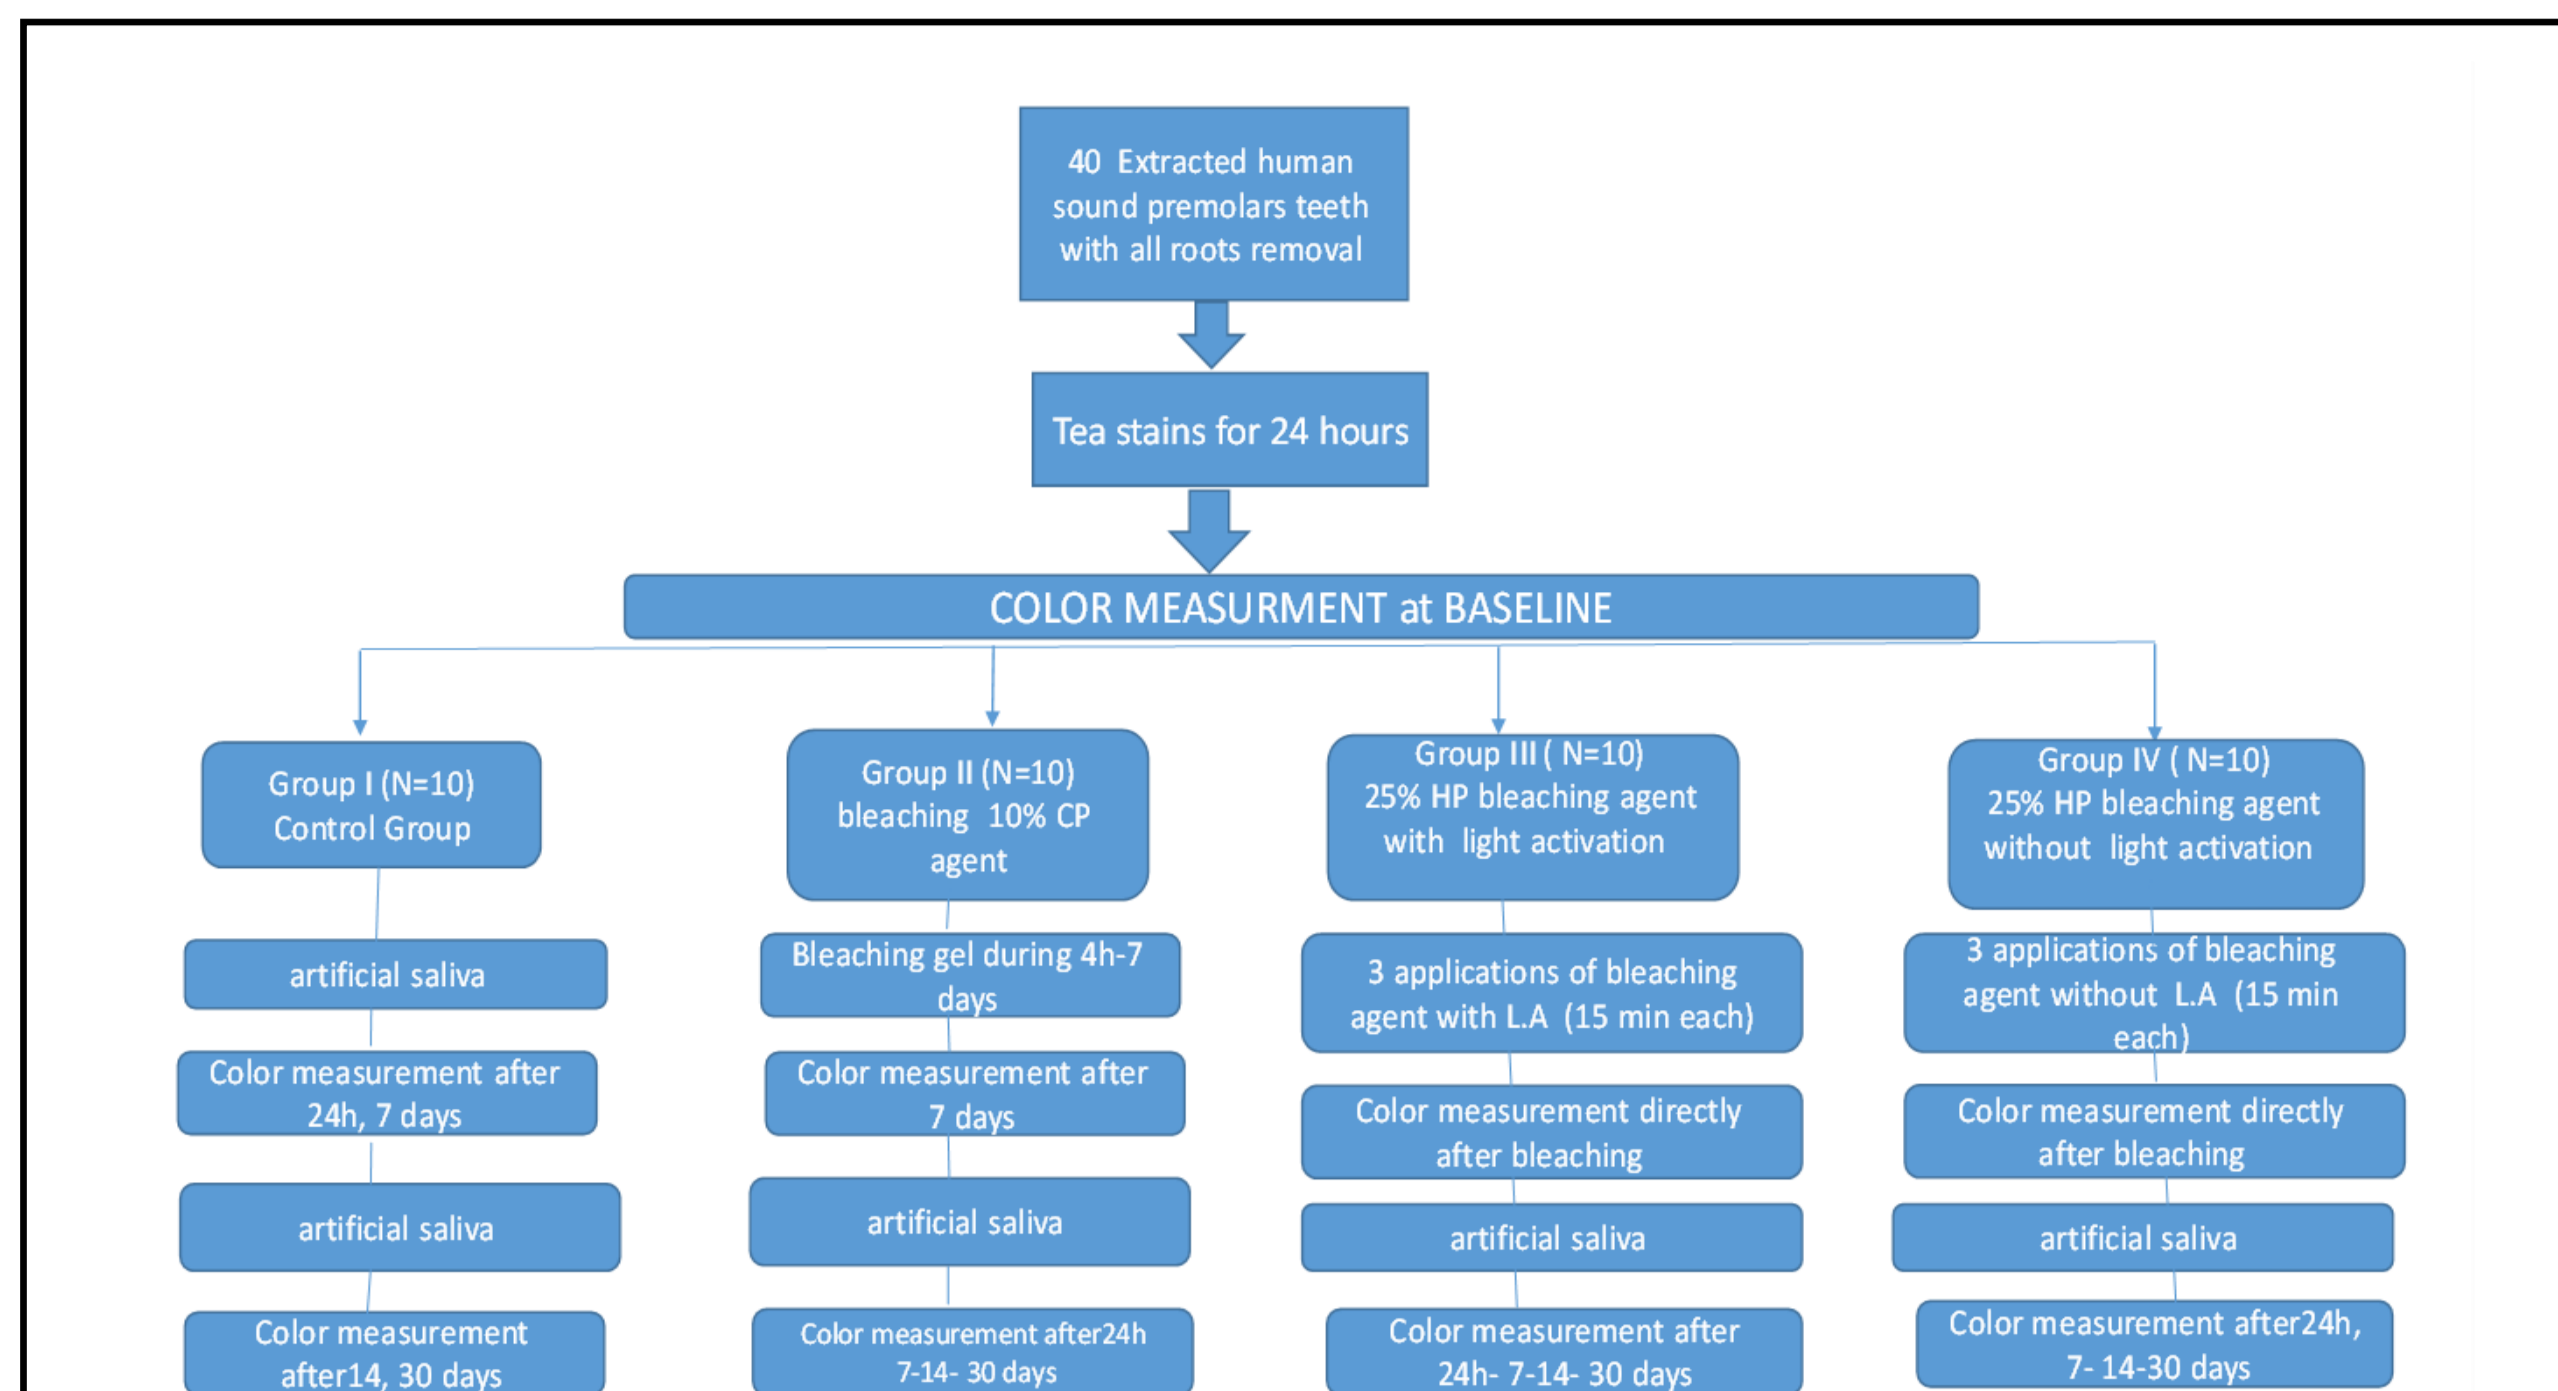 40 Extracted human
sound premolars teeth
with all roots removal
Tea stains for 24 hours
COLOR MEASURMENT at BASELINE
Group I (N=10)
Control Group
artificial saliva
Color measurement after
24h, 7 days
artificial saliva
Color measurement
after14, 30 days
Group II (N=10)
bleaching 10% CP
agent
Bleaching gel during 4h-7
days
Color measurement after
7 days
artificial saliva
Color measurement after24h
7-14- 30 days
Group III ( N=10)
25% HP bleaching agent
with light activation
3 applications of bleaching
agent with L.A (15 min each)
Color measurement directly
after bleaching
artificial saliva
Color measurement after
24h- 7-14- 30 days
Group IV ( N=10)
25% HP bleaching agent
without light activation
3 applications of bleaching
agent without L.A (15 min
each)
Color measurement directly
after bleaching
artificial saliva
Color measurement after24h,
7- 14-30 days